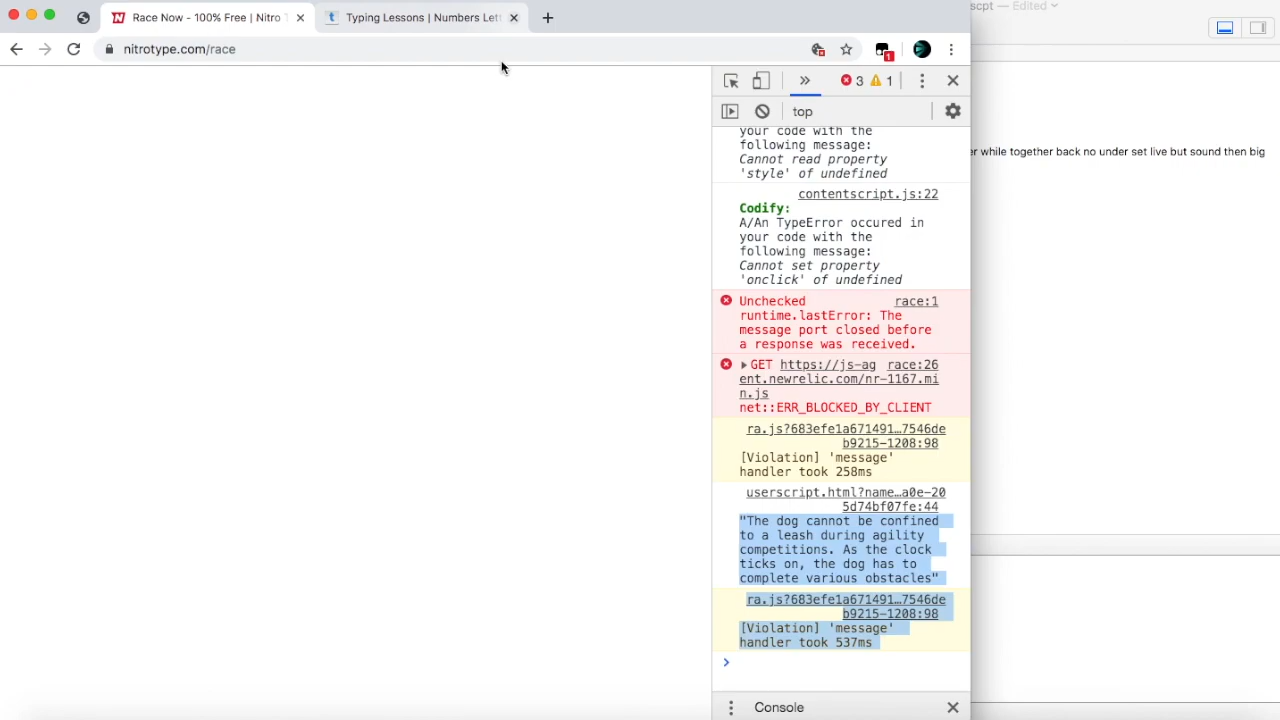 scpt — Edited
Race Now - 100% Free | Nitro T
Typing Lessons | Numbers Lett
nitrotype.com/race
1
3
1
top
your code with the
following message:
Cannot read property
'style' of undefined
er while together back no under set live but sound then big
contentscript.js:22
Codify:
A/An TypeError occured in
your code with the
following message:
Cannot set property
'onclick' of undefined
Unchecked race:1
runtime.lastError: The
message port closed before
a response was received.
GET https://js-ag race:26
ent.newrelic.com/nr-1167.mi
n.js
net::ERR_BLOCKED_BY_CLIENT
ra.js?683efe1a671491…7546de
b9215-1208:98
[Violation] 'message'
handler took 258ms
userscript.html?name…a0e-20
5d74bf07fe:44
"The dog cannot be confined
to a leash during agility
competitions. As the clock
ticks on, the dog has to
complete various obstacles"
ra.js?683efe1a671491…7546de
b9215-1208:98
[Violation] 'message'
handler took 537ms
Console